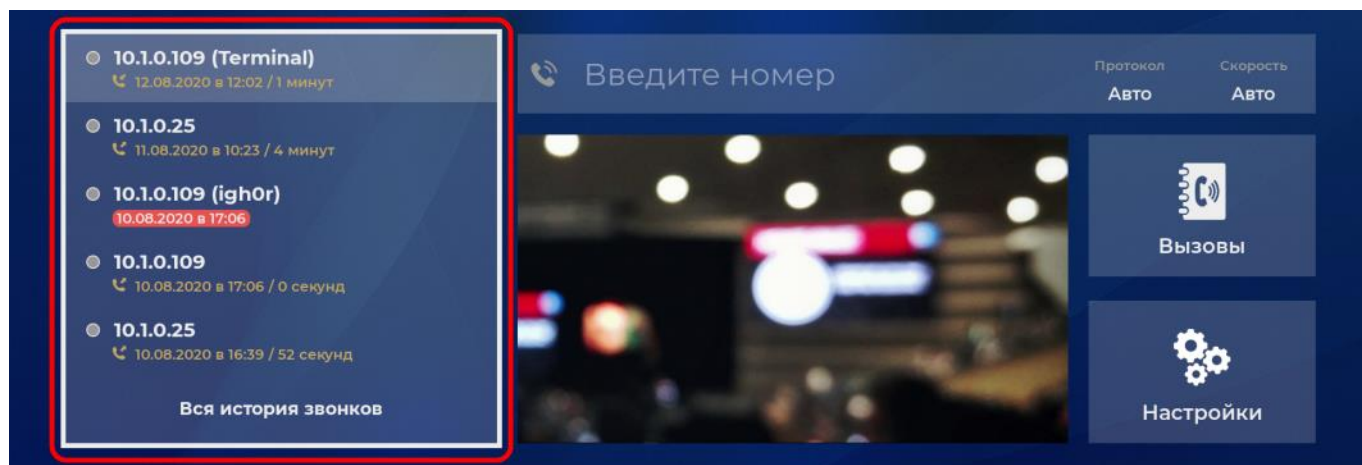 10.1.0.109 (Terminal)
12.08.2020 в 12:02 / 1 минут
10.1.0.25
11.08.2020 в 10:23 / 4 минут
10.1.0.109 (igh0r)
10.08.2020 в 17:06
10.1.0.109
10.08.2020 в 17:06 / 0 секунд
10.1.0.25
10.08.2020 в 16:39 / 52 секунд
Вся история звонков
Введите номер
Протокол
Авто
Скорость
Авто
Вызовы
Настройки